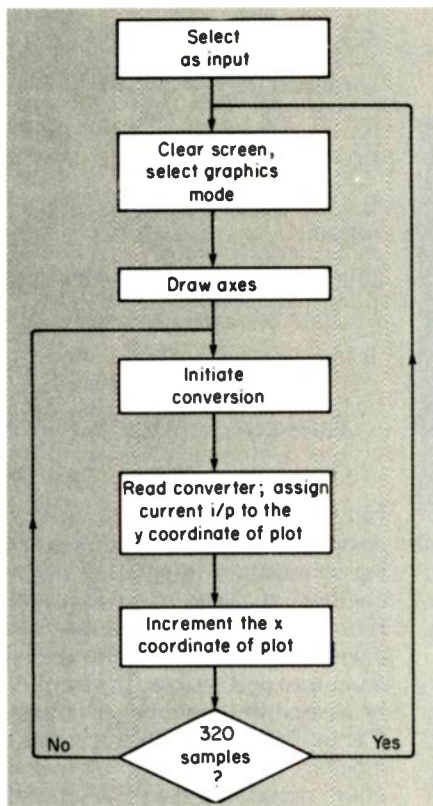 Select
as input
Clear screen,
select graphics
mode
Draw axes
Initiate
conversion
Read converter; assign
current i/p to the
y coordinate of plot
Increment the x
coordinate of plot
320
samples
?
No
Yes